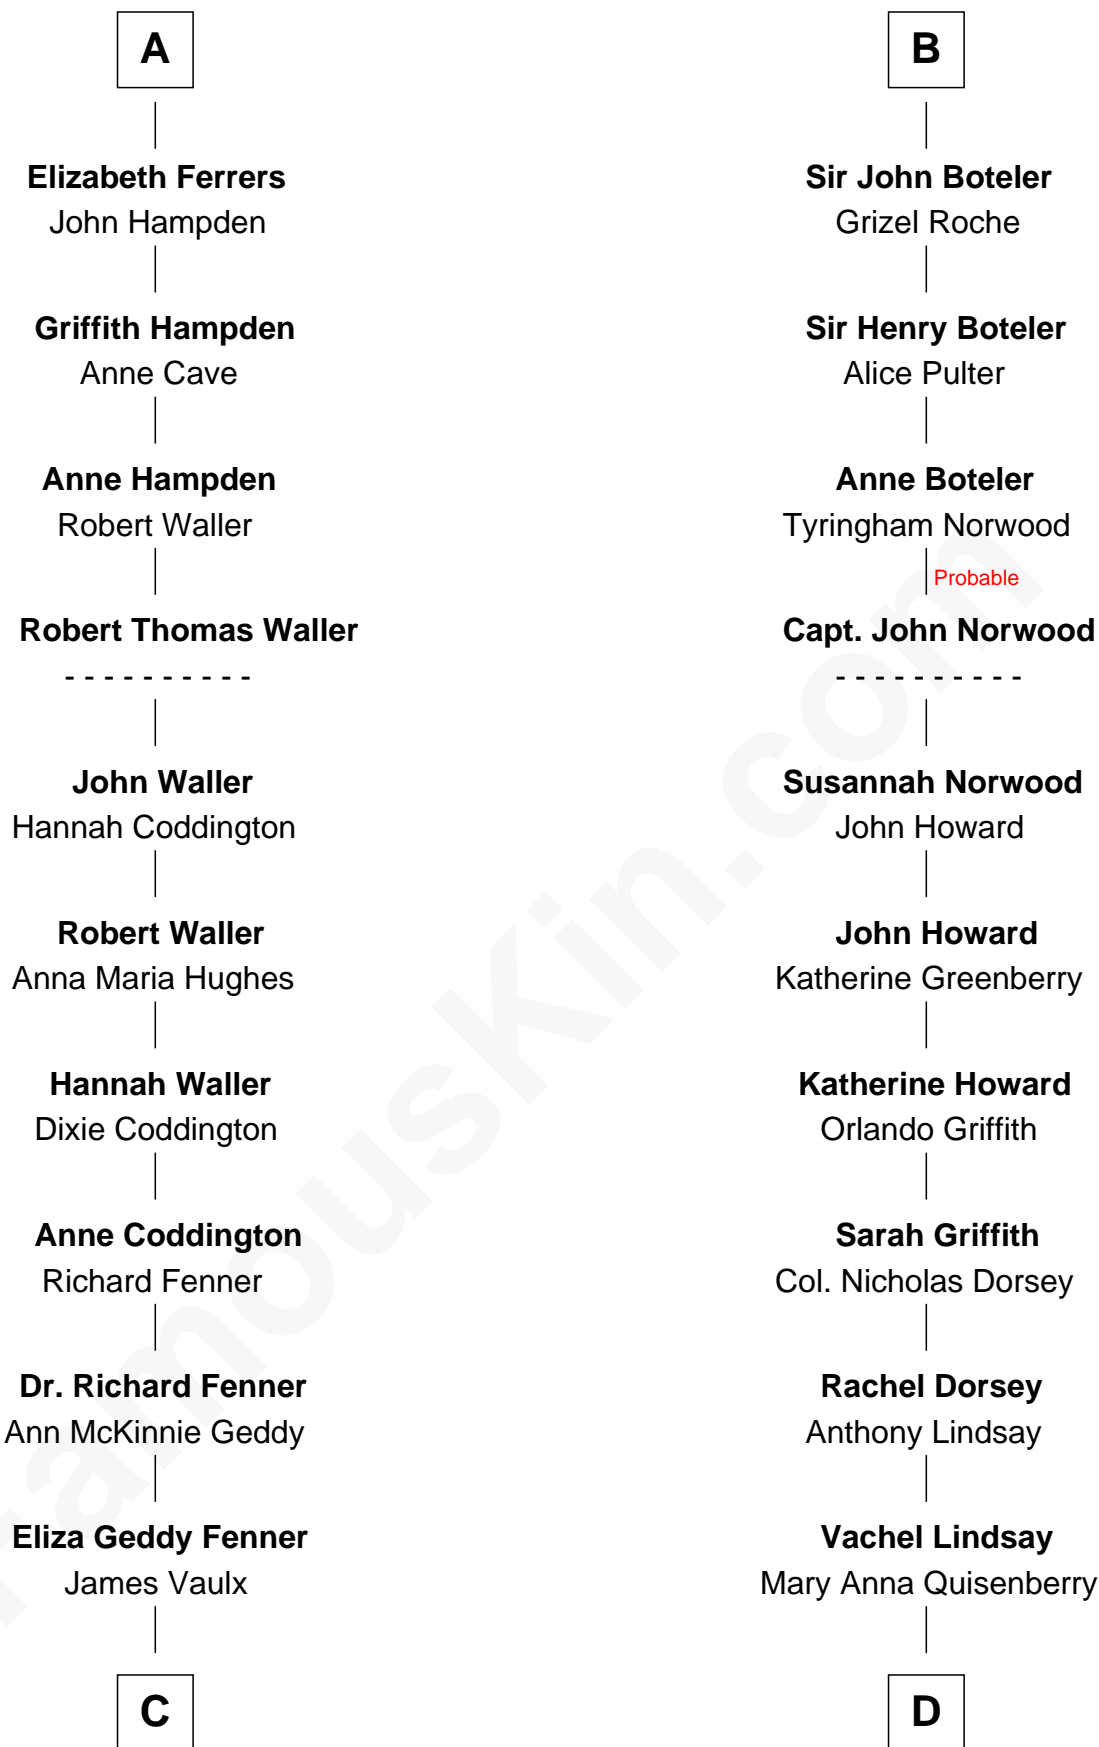 A
Elizabeth Ferrers
John Hampden
Griffith Hampden
Anne Cave
Anne Hampden
Robert Waller
Robert Thomas Waller
- - - - - - - - - -
John Waller
Hannah Coddington
Robert Waller
Anna Maria Hughes
Hannah Waller
Dixie Coddington
Anne Coddington
Richard Fenner
Dr. Richard Fenner
Ann McKinnie Geddy
Eliza Geddy Fenner
James Vaulx
C
B
Sir John Boteler
Grizel Roche
Sir Henry Boteler
Alice Pulter
Anne Boteler
Tyringham Norwood
Probable
Capt. John Norwood
- - - - - - - - - -
Susannah Norwood
John Howard
John Howard
Katherine Greenberry
Katherine Howard
Orlando Griffith
Sarah Griffith
Col. Nicholas Dorsey
Rachel Dorsey
Anthony Lindsay
Vachel Lindsay
Mary Anna Quisenberry
D
FamousKin.com